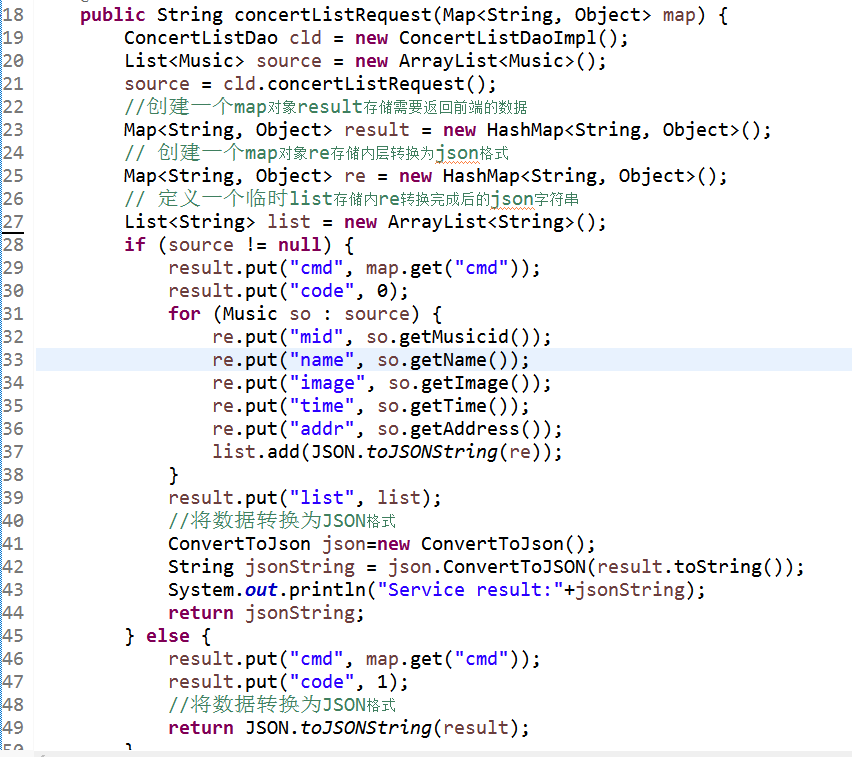 18 public String concertListRequest(Map<String, Object> map) {
19 ConcertListDao cld = new ConcertListDaoImpl();
20 List<Music> source = new ArrayList<Music>();
21 source = cld.concertListRequest();
22 //创建一个map对象result存储需要返回前端的数据
23 Map<String, Object> result = new HashMap<String, Object>();
24 // 创建一个map对象re存储内层转换为json格式
25 Map<String, Object> re = new HashMap<String, Object>();
26 // 定义一个临时list存储内re转换完成后的json字符串
27 List<String> list = new ArrayList<String>();
28 if (source != null) {
29 result.put("cmd", map.get("cmd"));
30 result.put("code", 0);
31 for (Music so : source) {
32 re.put("mid", so.getMusicid());
33 re.put("name", so.getName());
34 re.put("image", so.getImage());
35 re.put("time", so.getTime());
36 re.put("addr", so.getAddress());
37 list.add(JSON.toJSONString(re));
38 }
39 result.put("list", list);
40 //将数据转换为JSON格式
41 ConvertToJson json=new ConvertToJson();
42 String jsonString = json.ConvertToJSON(result.toString());
43 System.out.println("Service result:"+jsonString);
44 return jsonString;
45 } else {
46 result.put("cmd", map.get("cmd"));
47 result.put("code", 1);
48 //将数据转换为JSON格式
49 return JSON.toJSONString(result);
50 }